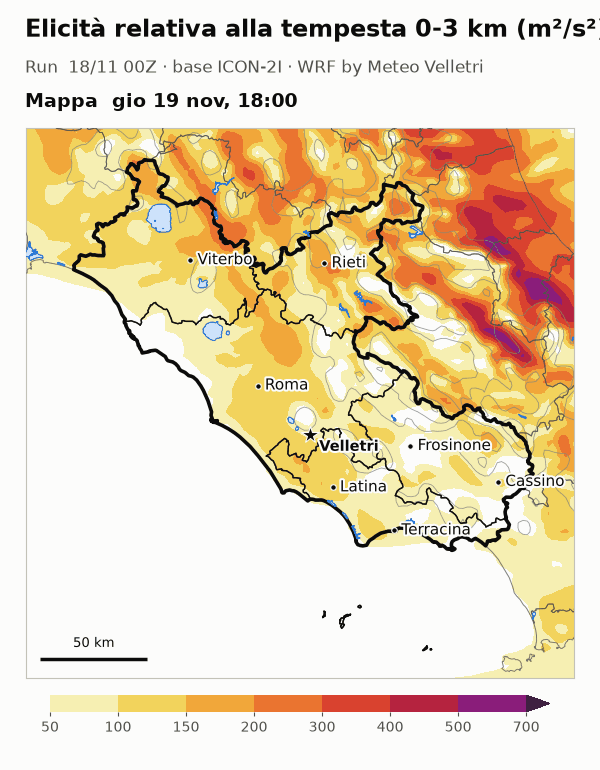 Elicità relativa alla tempesta 0-3 km (m²/s²)
Run 18/11 00Z · base ICON-2I · WRF by Meteo Velletri
Mappa gio 19 nov, 18:00
Viterbo
Rieti
Roma
Velletri
Frosinone
Cassino
Latina
Terracina
50 km
50 100 150 200 300 400 500 700